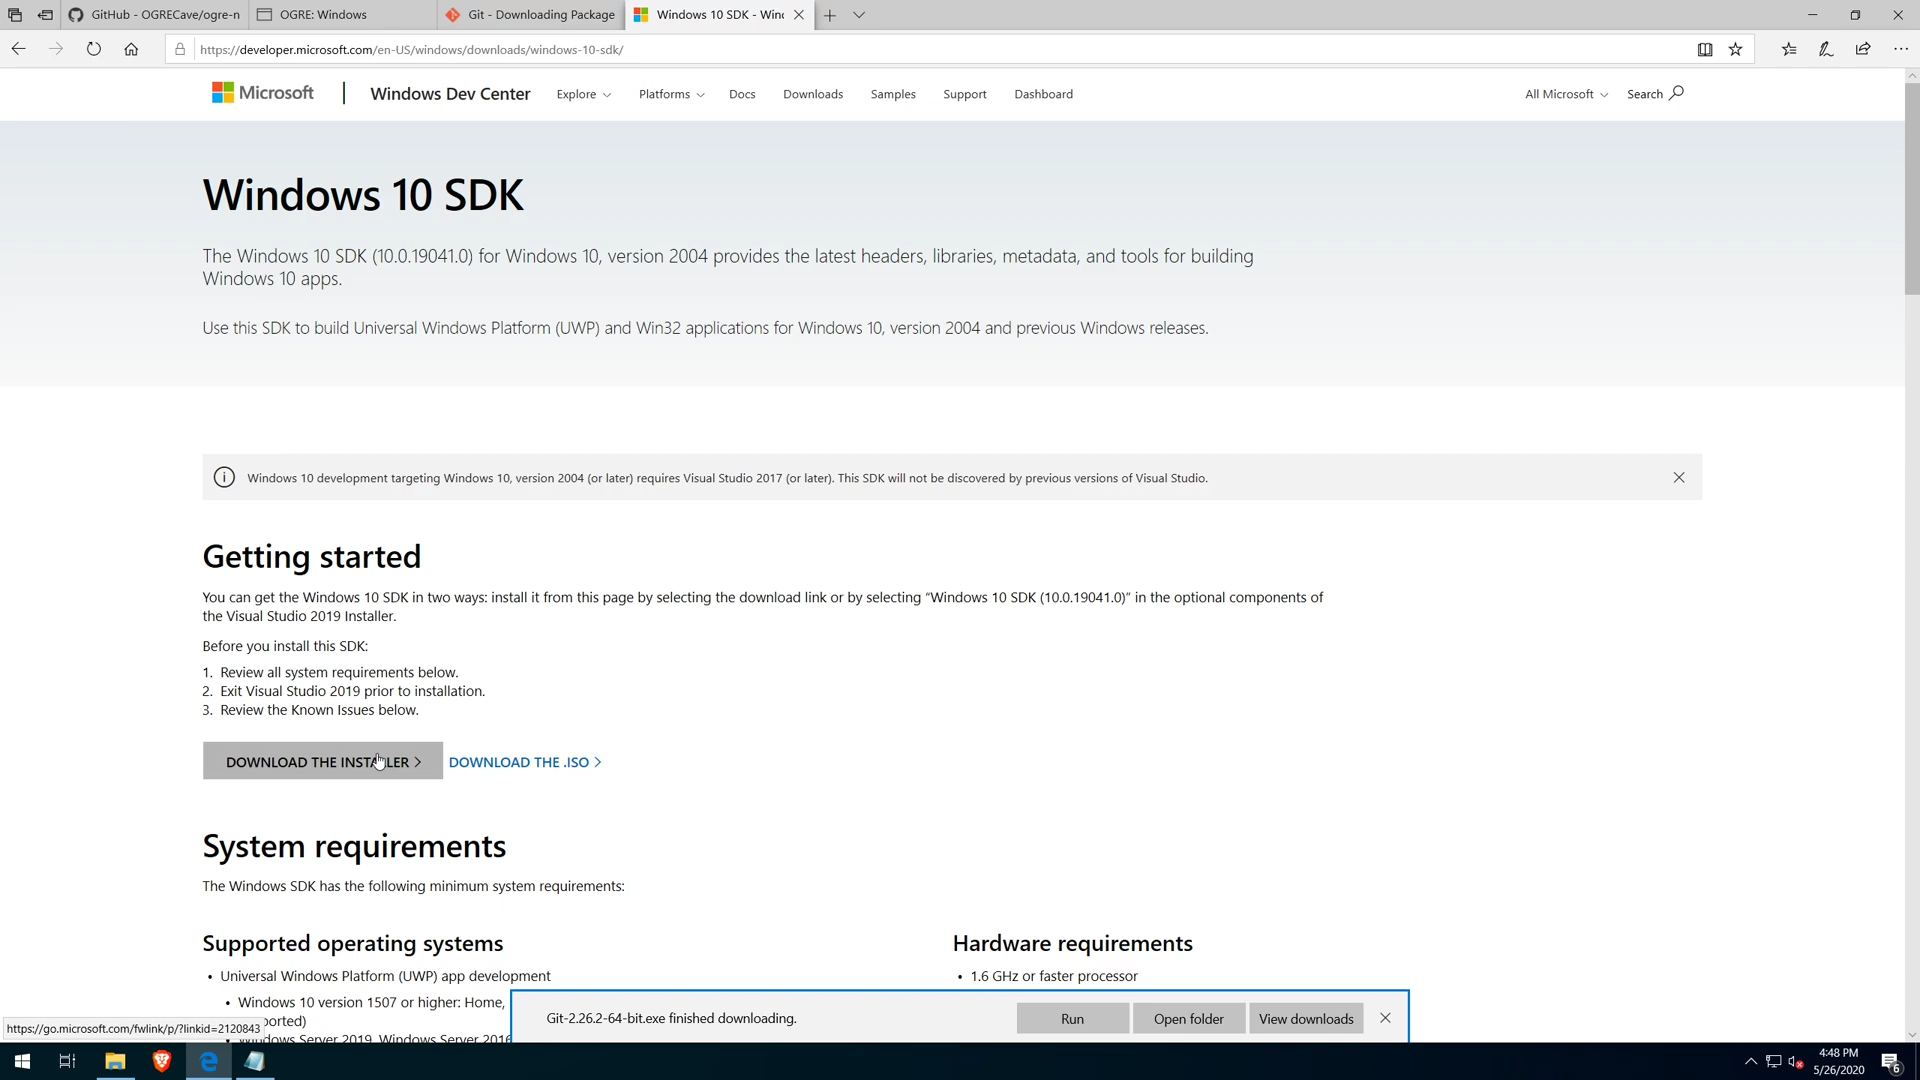 GitHub - OGRECave/ogre-n
OGRE: Windows
Git - Downloading Package
Windows 10 SDK - Winc
https://developer.microsoft.com/en-US/windows/downloads/windows-10-sdk/
Microsoft
Windows Dev Center
Explore
Platforms
Docs
Downloads
Samples
Support
Dashboard
All Microsoft
Search
Windows 10 SDK
The Windows 10 SDK (10.0.19041.0) for Windows 10, version 2004 provides the latest headers, libraries, metadata, and tools for building
Windows 10 apps.
Use this SDK to build Universal Windows Platform (UWP) and Win32 applications for Windows 10, version 2004 and previous Windows releases.
Windows 10 development targeting Windows 10, version 2004 (or later) requires Visual Studio 2017 (or later). This SDK will not be discovered by previous versions of Visual Studio.
Getting started
You can get the Windows 10 SDK in two ways: install it from this page by selecting the download link or by selecting "Windows 10 SDK (10.0.19041.0)" in the optional components of
the Visual Studio 2019 Installer.
Before you install this SDK:
1. Review all system requirements below.
2. Exit Visual Studio 2019 prior to installation.
3. Review the Known Issues below.
DOWNLOAD THE INSTALLER >
DOWNLOAD THE .ISO >
System requirements
The Windows SDK has the following minimum system requirements:
Supported operating systems
Hardware requirements
• Universal Windows Platform (UWP) app development
• 1.6 GHz or faster processor
• Windows 10 version 1507 or higher: Home,
ported)
Windows Server 2019, Windows Server 2016
https://go.microsoft.com/fwlink/p/?linkid=2120843
Git-2.26.2-64-bit.exe finished downloading.
Run
Open folder
View downloads
4:48 PM
5/26/2020
6